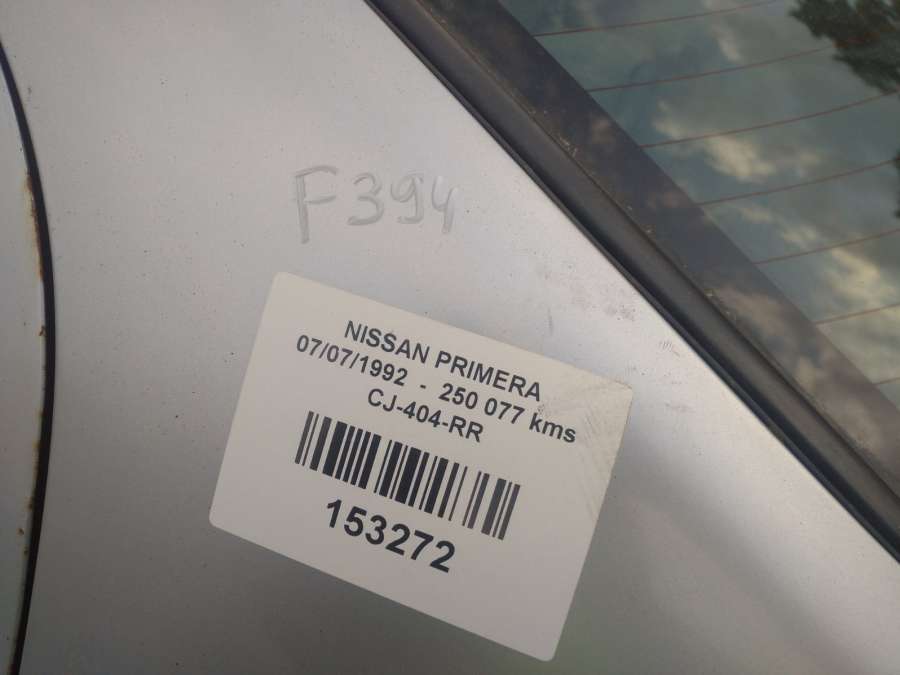 F394
NISSAN PRIMERA
07/07/1992 - 250 077 kms
CJ-404-RR
153272